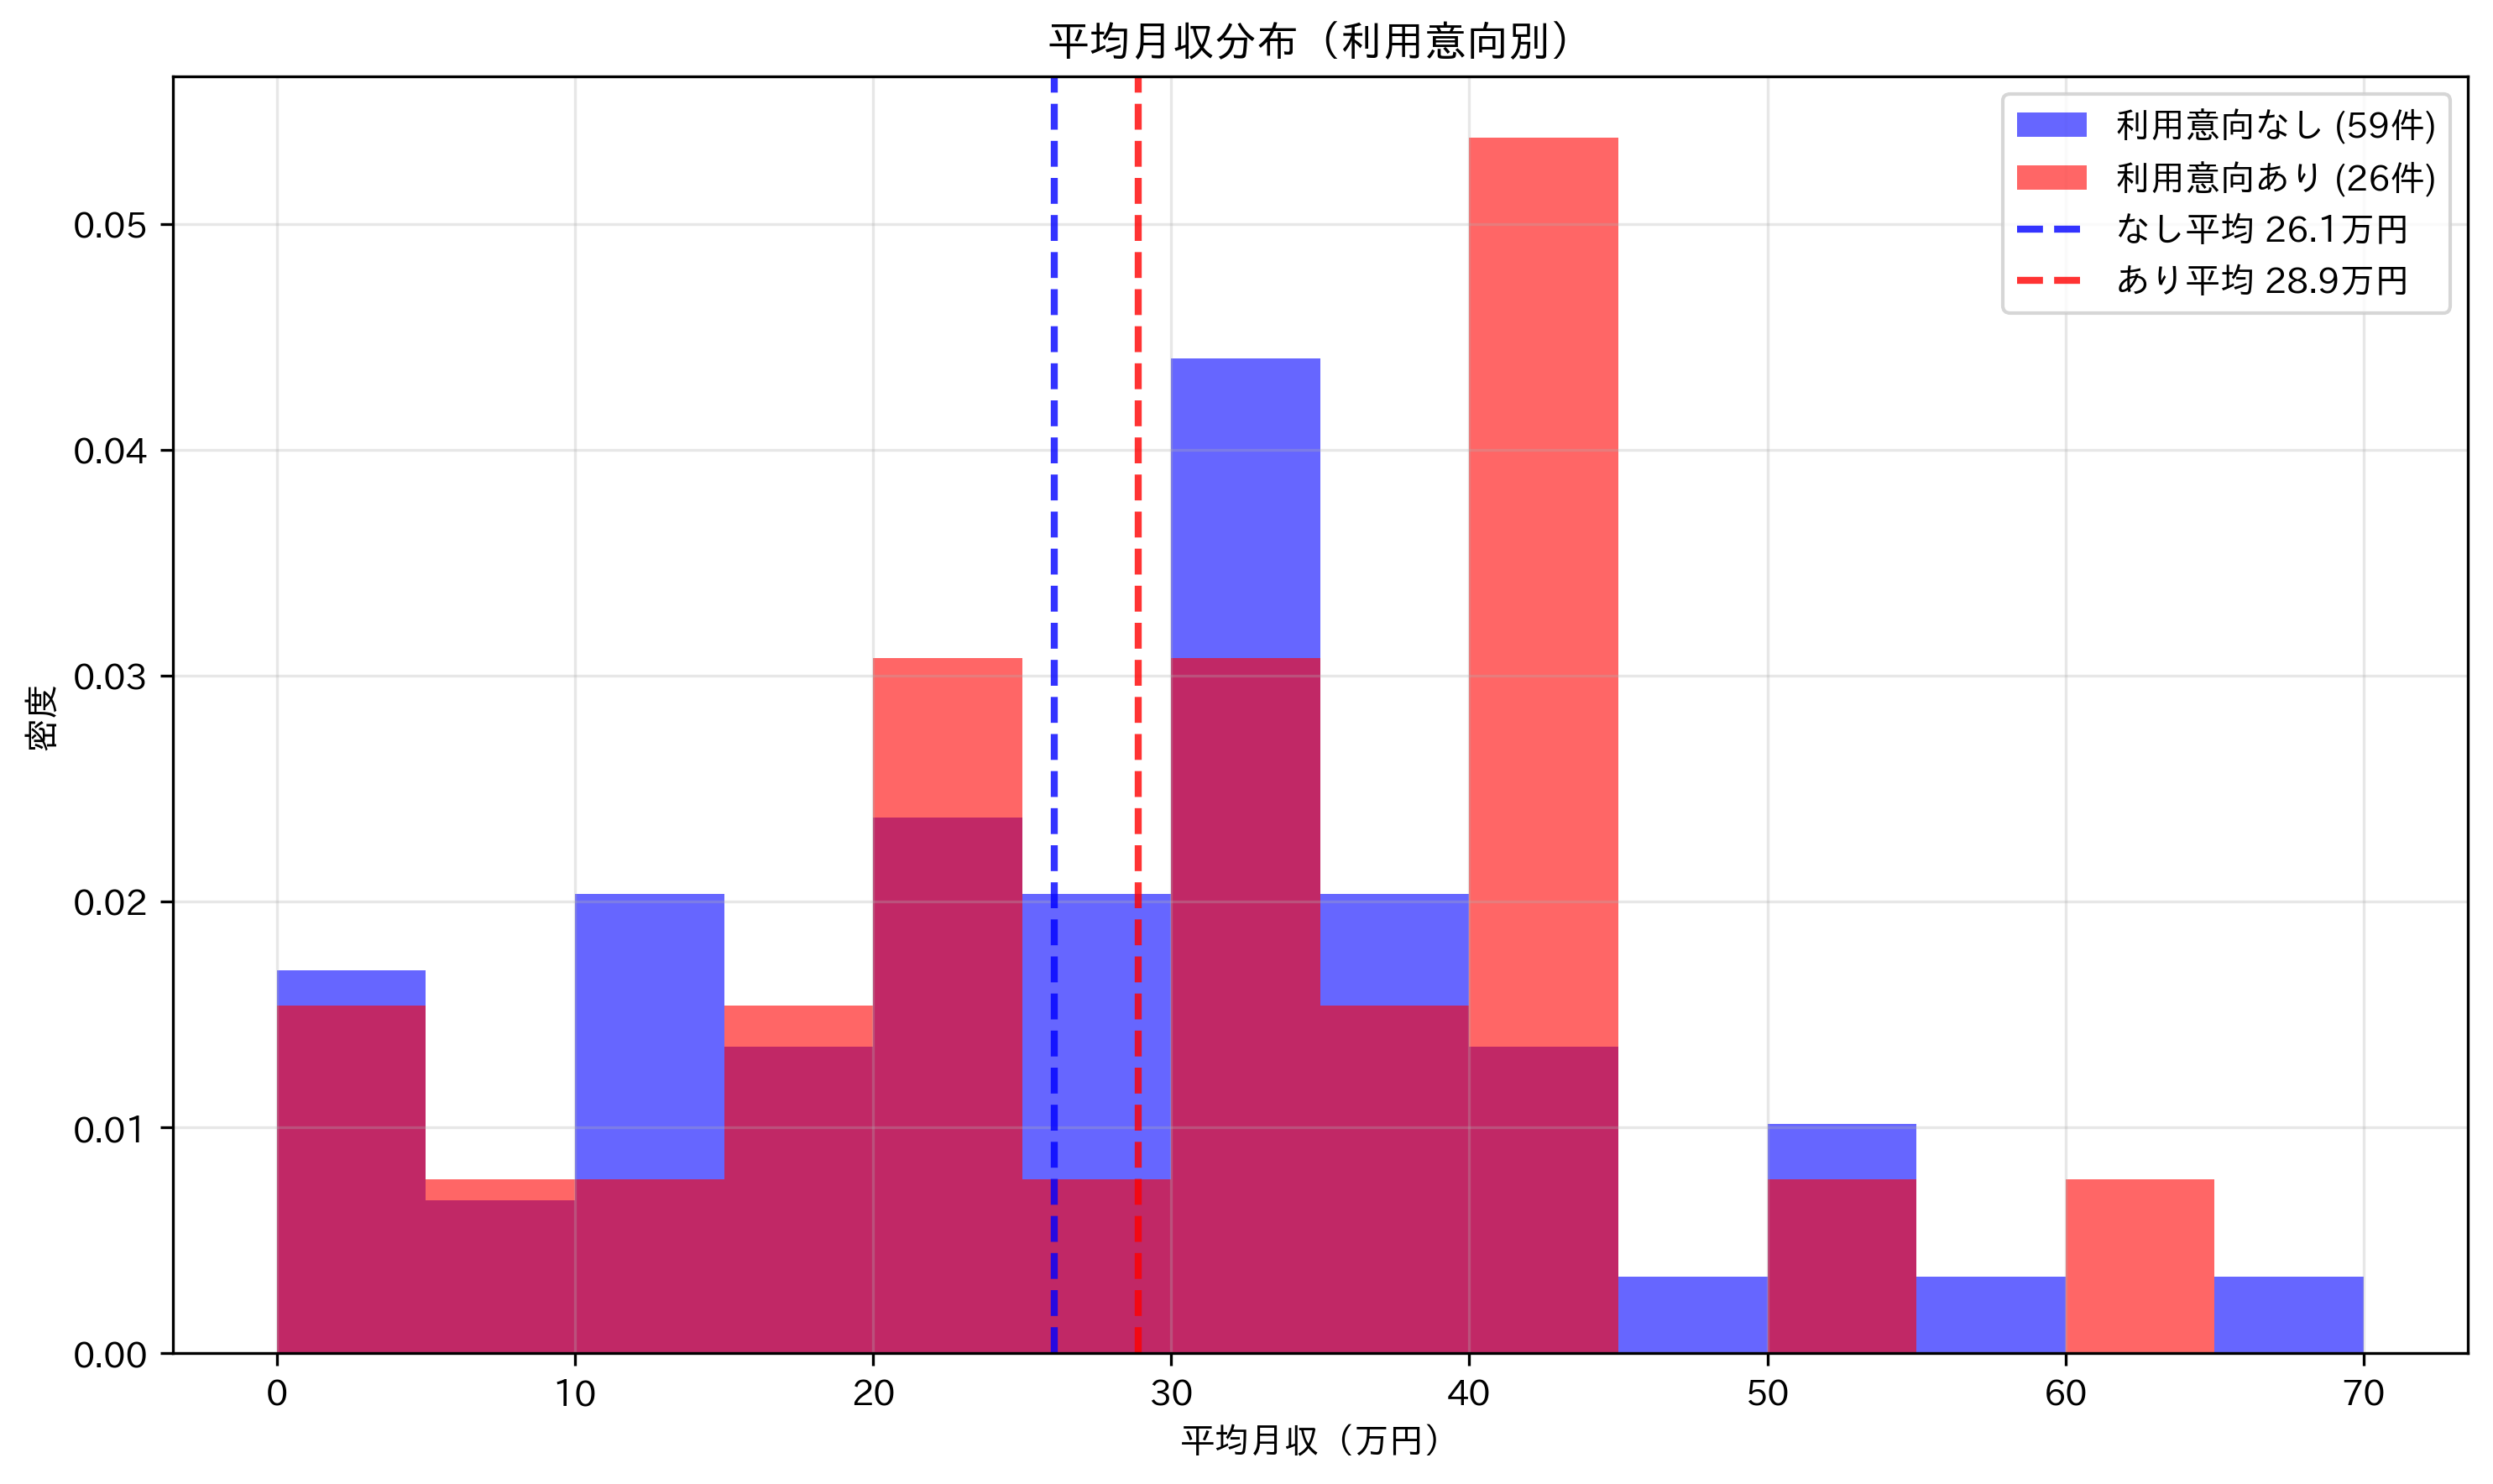 平均月収分布（利用意向別）
利用意向なし (59件)
利用意向あり (26件)
なし平均 26.1万円
あり平均 28.9万円
密度
0.05
0.04
0.03
0.02
0.01
0.00
0 10 20 30 40 50 60 70
平均月収（万円）